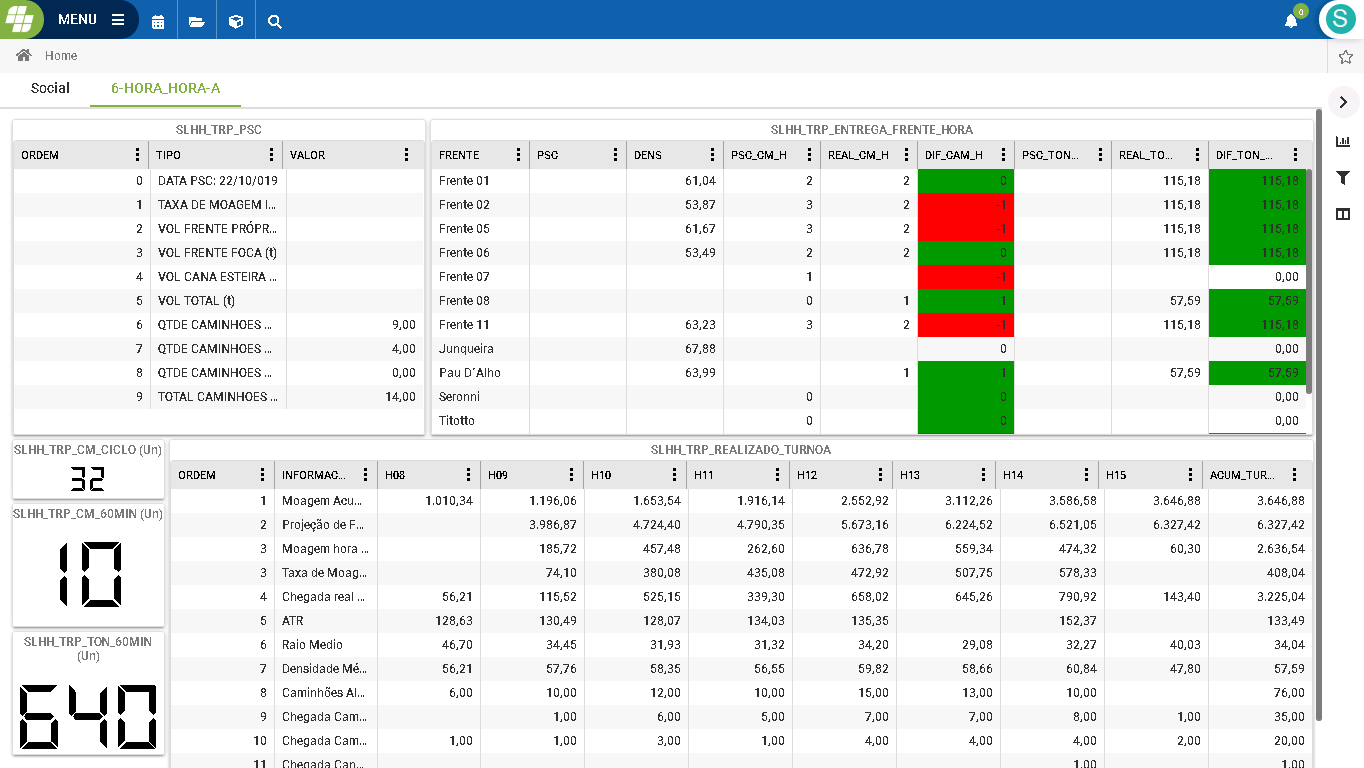 MENU
0
S
Home
Social 6-HORA_HORA-A
SLHH_TRP_PSC
ORDEM TIPO VALOR
0 DATA PSC: 22/10/019
1 TAXA DE MOAGEM I...
2 VOL FRENTE PRÓPR...
3 VOL FRENTE FOCA (t)
4 VOL CANA ESTEIRA ...
5 VOL TOTAL (t)
6 QTDE CAMINHOES ... 9,00
7 QTDE CAMINHOES ... 4,00
8 QTDE CAMINHOES ... 0,00
9 TOTAL CAMINHOES ... 14,00
SLHH_TRP_ENTREGA_FRENTE_HORA
FRENTE PSC DENS PSC_CM_H REAL_CM_H DIF_CAM_H PSC_TON... REAL_TO... DIF_TON_...
Frente 01 61,04 2 2 0 115,18 115,18
Frente 02 53,87 3 2 -1 115,18 115,18
Frente 05 61,67 3 2 -1 115,18 115,18
Frente 06 53,49 2 2 0 115,18 115,18
Frente 07 1 -1 0,00
Frente 08 0 1 1 57,59 57,59
Frente 11 63,23 3 2 -1 115,18 115,18
Junqueira 67,88 0 0,00
Pau D´Alho 63,99 1 1 57,59 57,59
Seronni 0 0 0,00
Titotto 0 0 0,00
SLHH_TRP_CM_CICLO (Un)
32
SLHH_TRP_CM_60MIN (Un)
10
SLHH_TRP_TON_60MIN
(Un)
640
SLHH_TRP_REALIZADO_TURNOA
ORDEM INFORMAC... H08 H09 H10 H11 H12 H13 H14 H15 ACUM_TUR...
1 Moagem Acu... 1.010,34 1.196,06 1.653,54 1.916,14 2.552,92 3.112,26 3.586,58 3.646,88 3.646,88
2 Projeção de F... 3.986,87 4.724,40 4.790,35 5.673,16 6.224,52 6.521,05 6.327,42 6.327,42
3 Moagem hora ... 185,72 457,48 262,60 636,78 559,34 474,32 60,30 2.636,54
3 Taxa de Moag... 74,10 380,08 435,08 472,92 507,75 578,33 408,04
4 Chegada real ... 56,21 115,52 525,15 339,30 658,02 645,26 790,92 143,40 3.225,04
5 ATR 128,63 130,49 128,07 134,03 135,35 152,37 133,49
6 Raio Medio 46,70 34,45 31,93 31,32 34,20 29,08 32,27 40,03 34,04
7 Densidade Mé... 56,21 57,76 58,35 56,55 59,82 58,66 60,84 47,80 57,59
8 Caminhões Al... 6,00 10,00 12,00 10,00 15,00 13,00 10,00 76,00
9 Chegada Cam... 1,00 6,00 5,00 7,00 7,00 8,00 1,00 35,00
10 Chegada Cam... 1,00 1,00 3,00 1,00 4,00 4,00 4,00 2,00 20,00
11 Chegada Can... 1,00 1,00